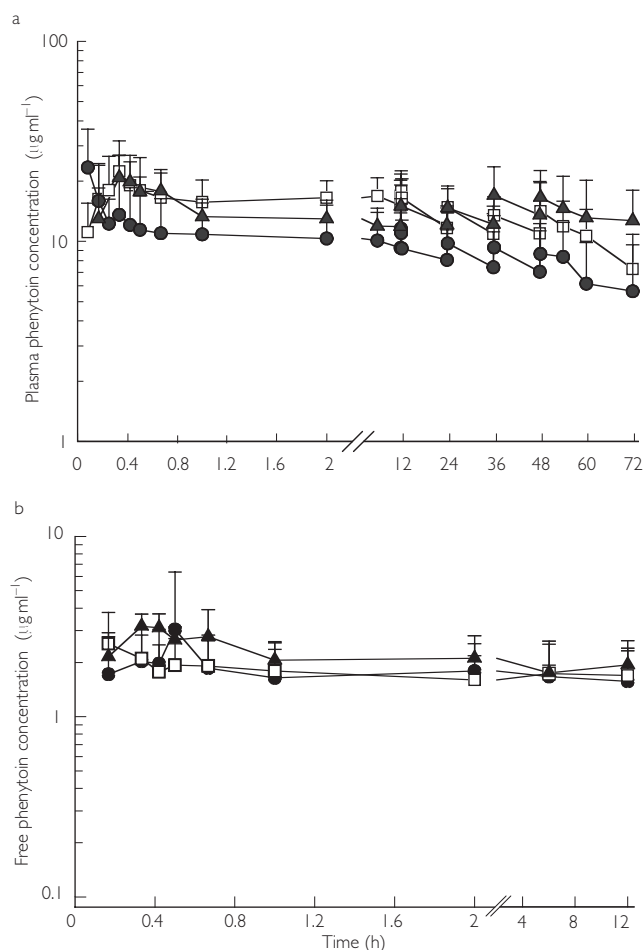 a
Plasma phenytoin concentration (µg ml⁻¹)
100
10
1
0 0.4 0.8 1.2 1.6 2 12 24 36 48 60 72
b
Free phenytoin concentration (µg ml⁻¹)
10
1
0.1
0 0.4 0.8 1.2 1.6 2 4 8 12
Time (h)